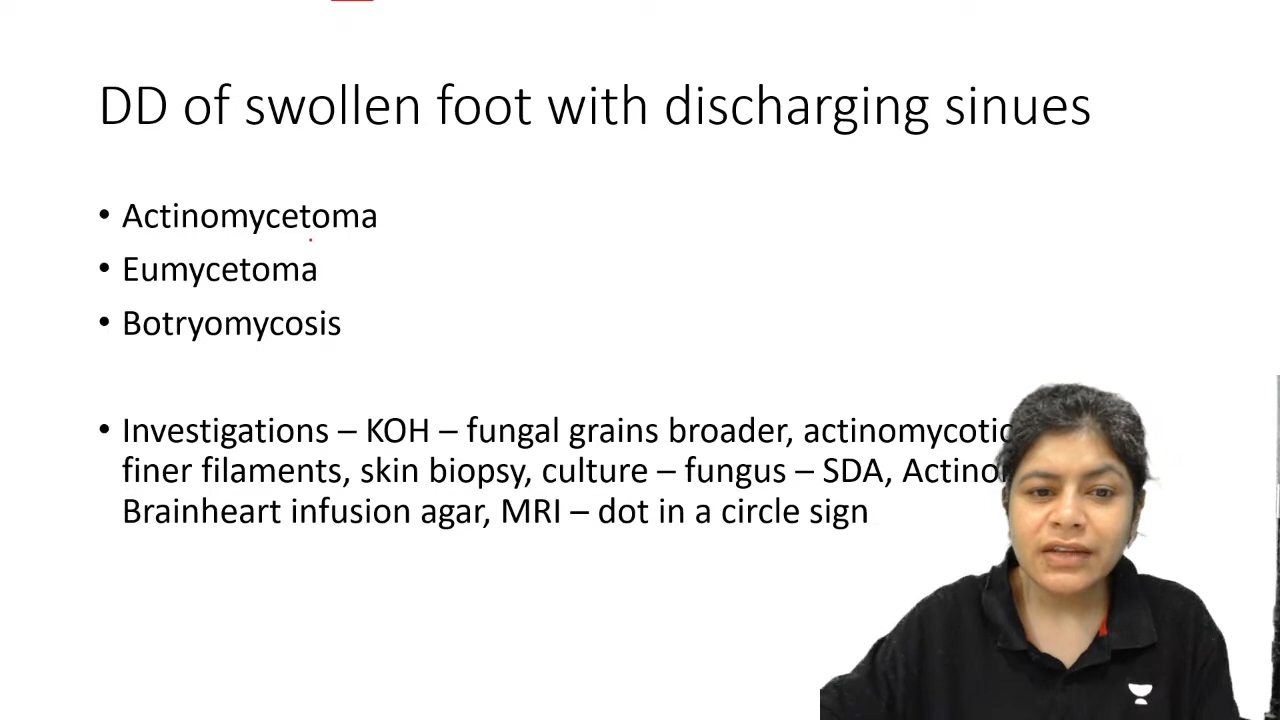 DD of swollen foot with discharging sinues
• Actinomycetoma
• Eumycetoma
• Botryomycosis
• Investigations – KOH – fungal grains broader, actinomycotic
finer filaments, skin biopsy, culture – fungus – SDA,
Brainheart infusion agar, MRI – dot in a circle sign